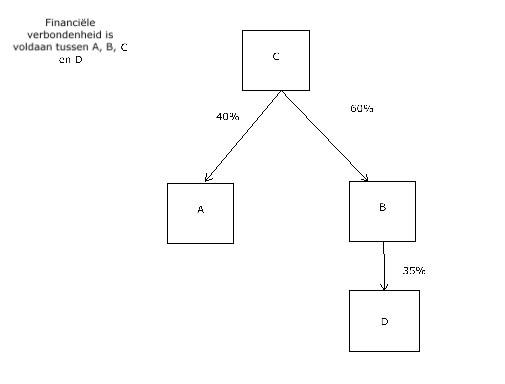 Financiële
verbondenheid is
voldaan tussen A, B, C
en D
C
40%
60%
A
B
35%
D